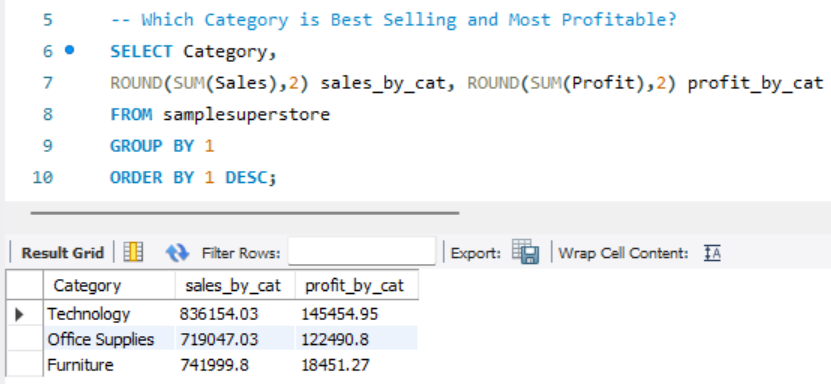 5 -- Which Category is Best Selling and Most Profitable?
6 SELECT Category,
7 ROUND(SUM(Sales),2) sales_by_cat, ROUND(SUM(Profit),2) profit_by_cat
8 FROM samplesuperstore
9 GROUP BY 1
10 ORDER BY 1 DESC;
Result Grid Filter Rows: Export: Wrap Cell Content: IA
Category sales_by_cat profit_by_cat
Technology 836154.03 145454.95
Office Supplies 719047.03 122490.8
Furniture 741999.8 18451.27